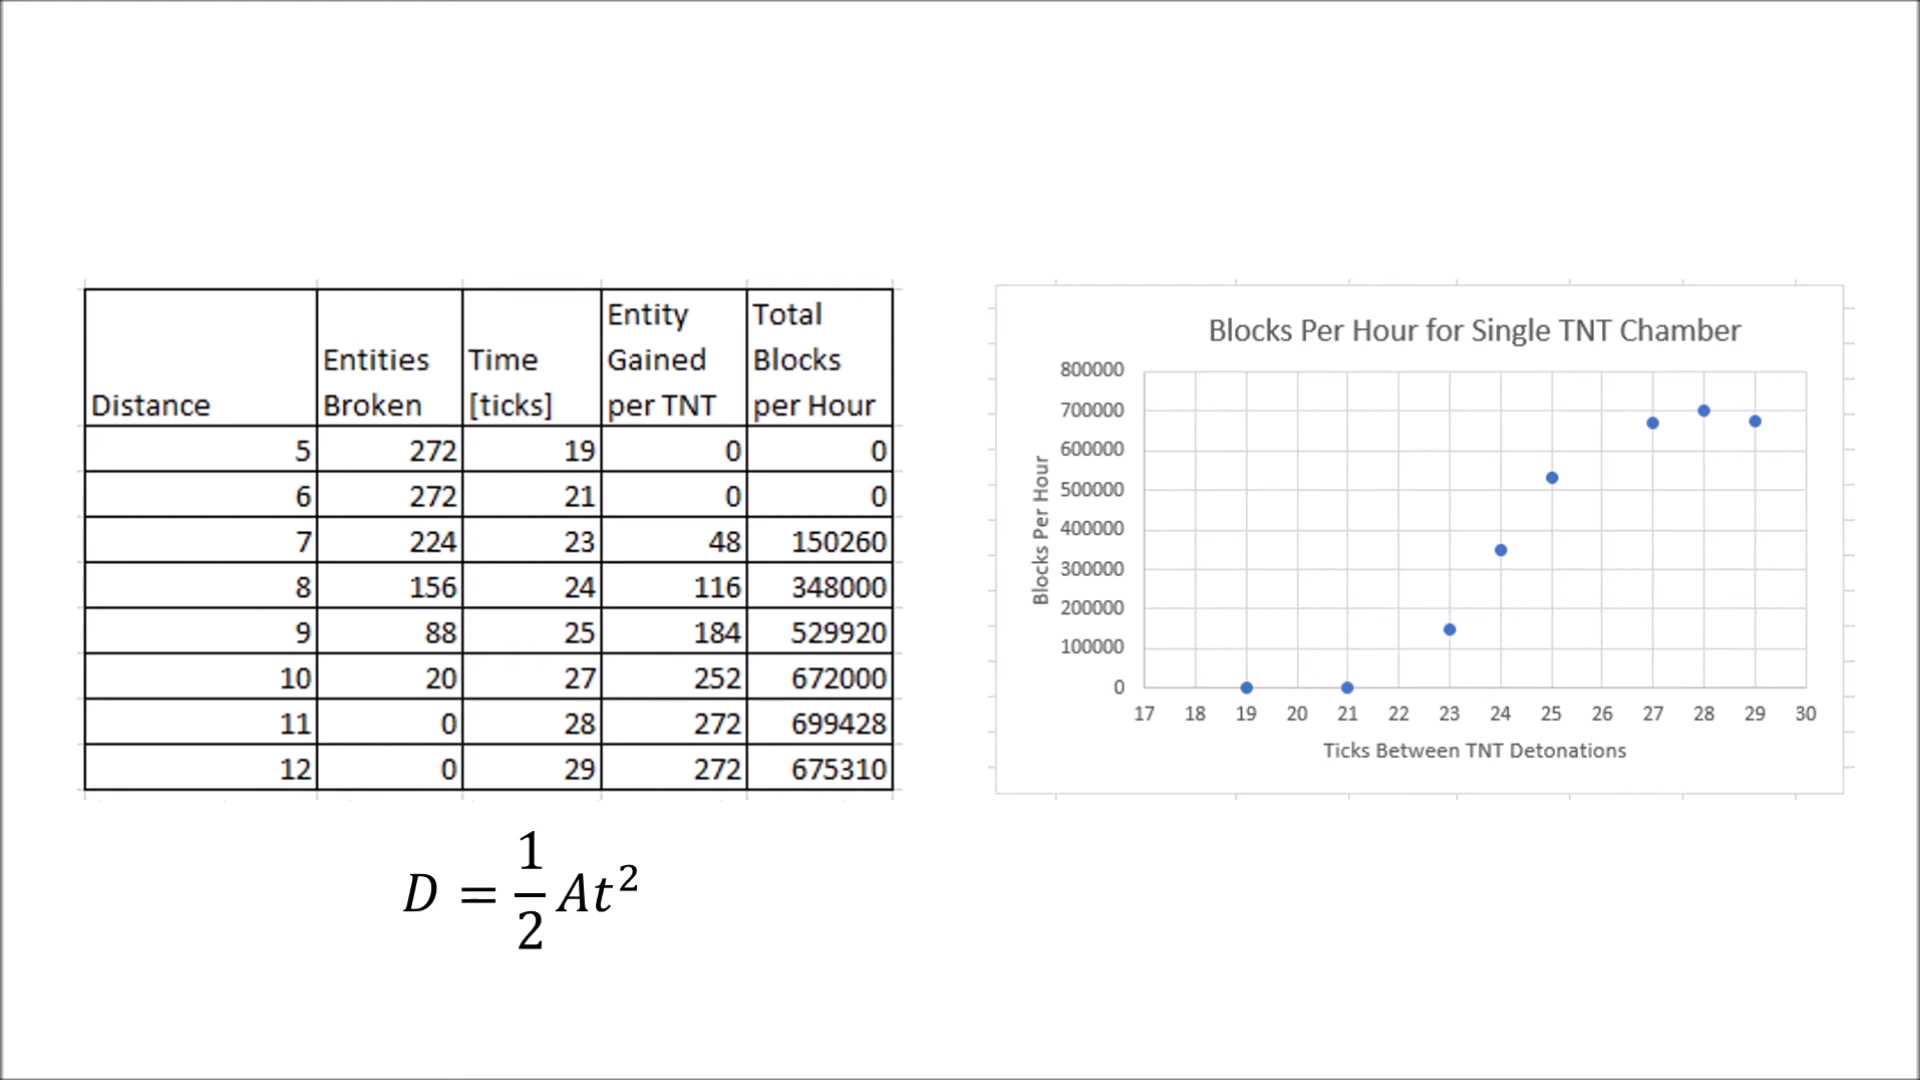 Distance Entities Broken Time [ticks] Entity Gained per TNT Total Blocks per Hour
5 272 19 0 0
6 272 21 0 0
7 224 23 48 150260
8 156 24 116 348000
9 88 25 184 529920
10 20 27 252 672000
11 0 28 272 699428
12 0 29 272 675310
D = 1/2 At²
Blocks Per Hour for Single TNT Chamber
Blocks Per Hour
800000
700000
600000
500000
400000
300000
200000
100000
0
17 18 19 20 21 22 23 24 25 26 27 28 29 30
Ticks Between TNT Detonations